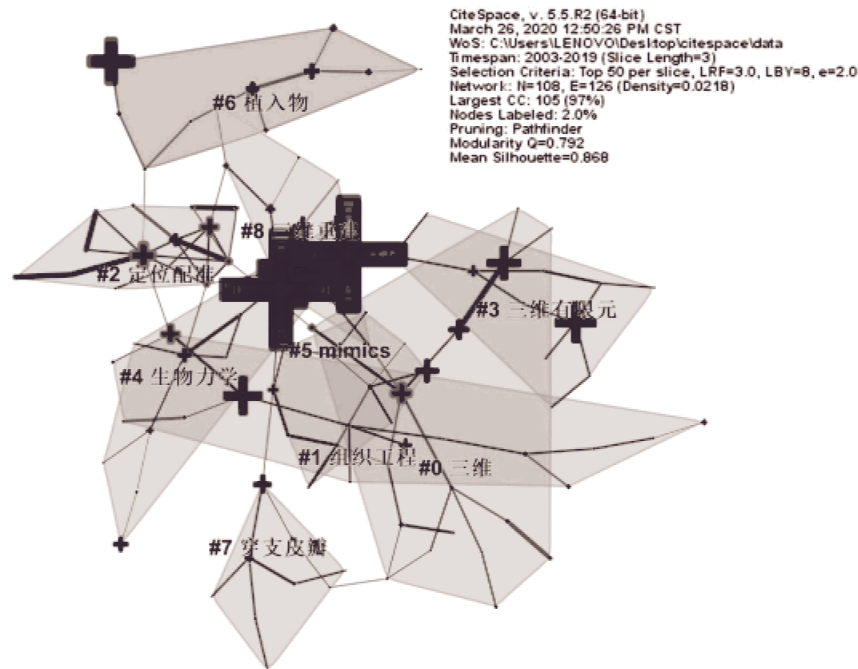 CiteSpace, v. 5.5.R2 (64-bit)
March 26, 2020 12:50:26 PM CST
WoS: C:\Users\LENOVO\Desktop\citespace\data
Timespan: 2003-2019 (Slice Length=3)
Selection Criteria: Top 50 per slice, LRF=3.0, LBY=8, e=2.0
Network: N=108, E=126 (Density=0.0218)
Largest CC: 105 (97%)
Nodes Labeled: 2.0%
Pruning: Pathfinder
Modularity Q=0.792
Mean Silhouette=0.868
#6 植入物
#8 三维重建
#2 定位配准
#3 三维有限元
#5 mimics
#4 生物力学
#1 组织工程
#0 三维
#7 穿支皮瓣